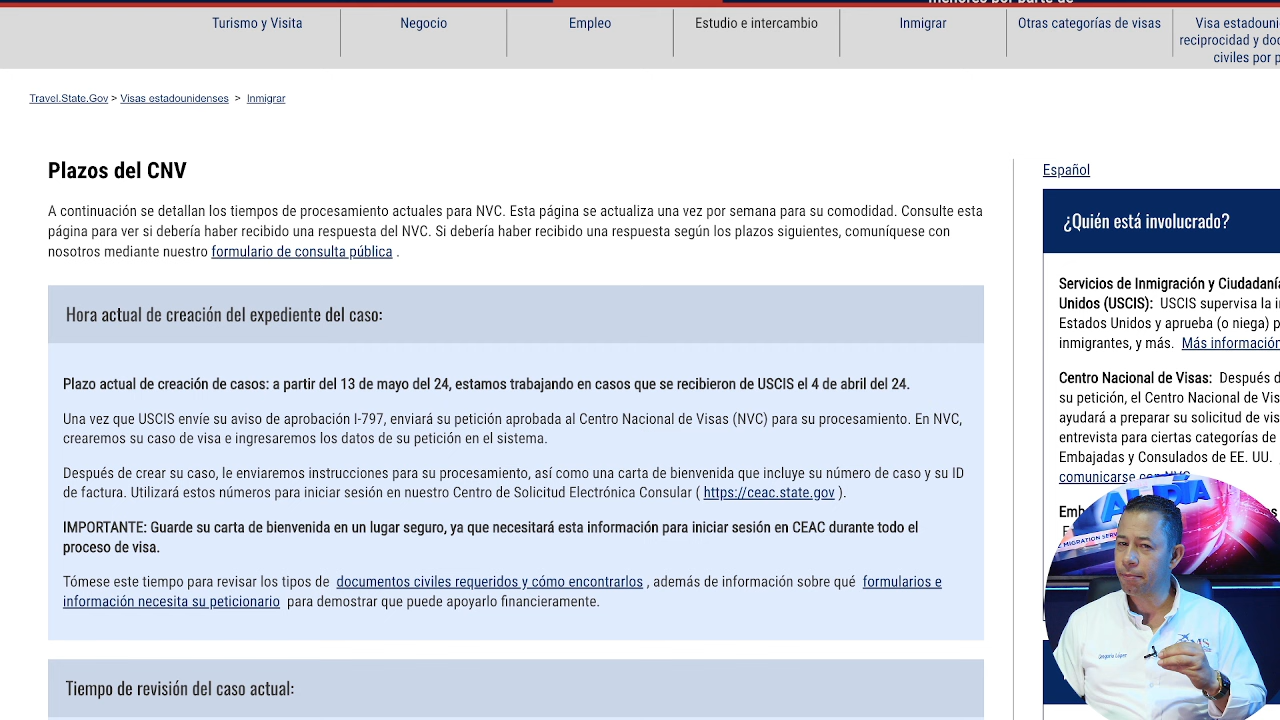 menores por parte de
Turismo y Visita
Negocio
Empleo
Estudio e intercambio
Inmigrar
Otras categorías de visas
Visa
reciprocidad y
civiles por
Travel.State.Gov > Visas estadounidenses > Inmigrar
Plazos del CNV
A continuación se detallan los tiempos de procesamiento actuales para NVC. Esta página se actualiza una vez por semana para su comodidad. Consulte esta
página para ver si debería haber recibido una respuesta del NVC. Si debería haber recibido una respuesta según los plazos siguientes, comuníquese con
nosotros mediante nuestro formulario de consulta pública .
Hora actual de creación del expediente del caso:
Plazo actual de creación de casos: a partir del 13 de mayo del 24, estamos trabajando en casos que se recibieron de USCIS el 4 de abril del 24.
Una vez que USCIS envíe su aviso de aprobación I-797, enviará su petición aprobada al Centro Nacional de Visas (NVC) para su procesamiento. En NVC,
crearemos su caso de visa e ingresaremos los datos de su petición en el sistema.
Después de crear su caso, le enviaremos instrucciones para su procesamiento, así como una carta de bienvenida que incluye su número de caso y su ID
de factura. Utilizará estos números para iniciar sesión en nuestro Centro de Solicitud Electrónica Consular ( https://ceac.state.gov ).
IMPORTANTE: Guarde su carta de bienvenida en un lugar seguro, ya que necesitará esta información para iniciar sesión en CEAC durante todo el
proceso de visa.
Tómese este tiempo para revisar los tipos de documentos civiles requeridos y cómo encontrarlos , además de información sobre qué formularios e
información necesita su peticionario para demostrar que puede apoyarlo financieramente.
Tiempo de revisión del caso actual:
Español
¿Quién está involucrado?
Servicios de Inmigración y Ciudadanía
Unidos (USCIS): USCIS supervisa la
Estados Unidos y aprueba (o niega)
inmigrantes, y más. Más información
Centro Nacional de Visas: Después
su petición, el Centro Nacional de
ayudará a preparar su solicitud de
entrevista para ciertas categorías de
Embajadas y Consulados de EE. UU.
comunicarse con NVC
AL DÍA
Gregorio López